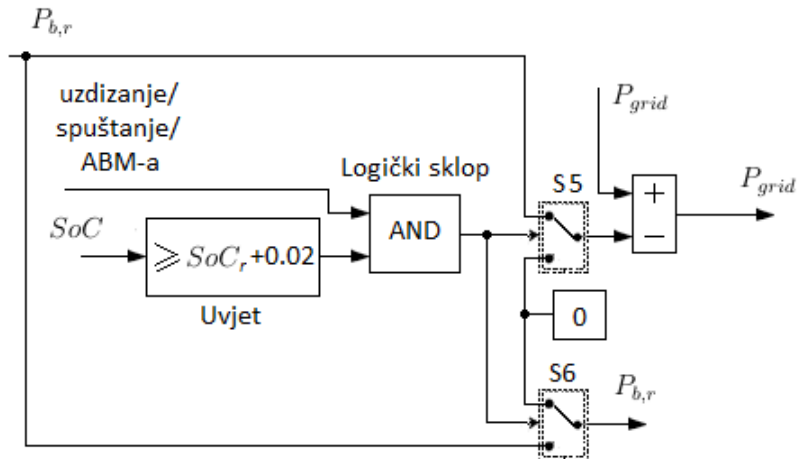 P_{b,r}
uzdizanje/
spuštanje/
ABM-a
Logički sklop
S5
P_{grid}
+
−
P_{grid}
SoC
⩾ SoC_r +0.02
AND
Uvjet
0
S6
P_{b,r}